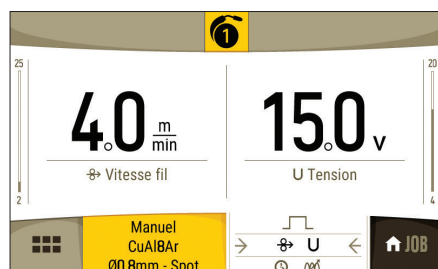 1
25
20
4.0 m/min
15.0 v
Vitesse fil
U Tension
2
4
Manuel
CuAl8Ar
Ø0.8mm - Spot
U
JOB